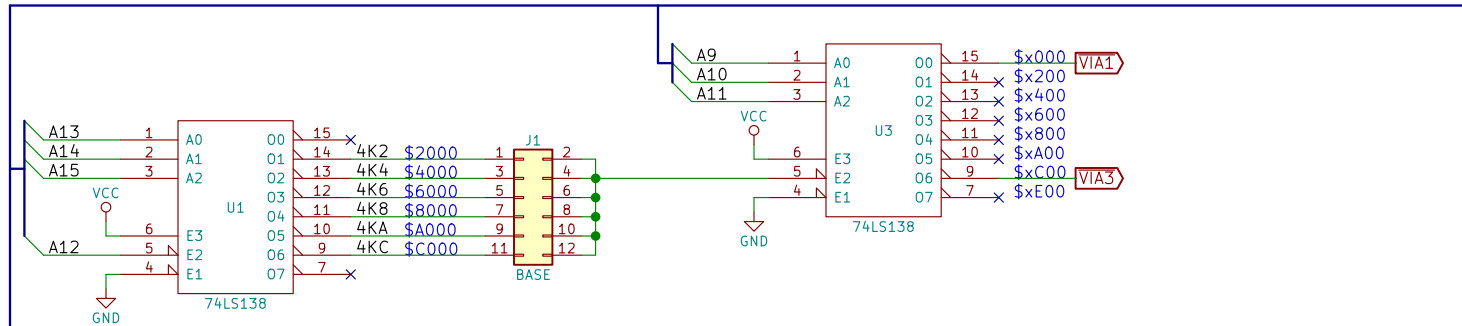 A9 1 A0 O0 15 $x000 VIA1
A10 2 A1 O1 14 $x200
A11 3 A2 O2 13 $x400
O3 12 $x600
VCC U3
O4 11 $x800
6 E3 O5 10 $xA00
5 E2 O6 9 $xC00 VIA3
4 E1 O7 7 $xE00
74LS138
GND
A13 1 A0 O0 15
A14 2 A1 O1 14 4K2 $2000
A15 3 A2 O2 13 4K4 $4000
VCC O3 12 4K6 $6000
U1
O4 11 4K8 $8000
6 E3 O5 10 4KA $A000
A12 5 E2 O6 9 4KC $C000
4 E1 O7 7
74LS138
GND
J1
1 2
3 4
5 6
7 8
9 10
11 12
BASE